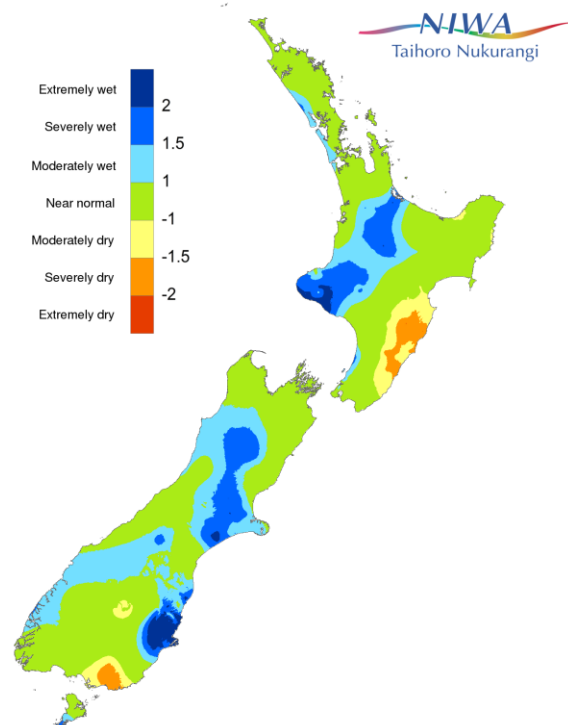 NIWA
Taihoro Nukurangi
Extremely wet
2
Severely wet
1.5
Moderately wet
1
Near normal
-1
Moderately dry
-1.5
Severely dry
-2
Extremely dry